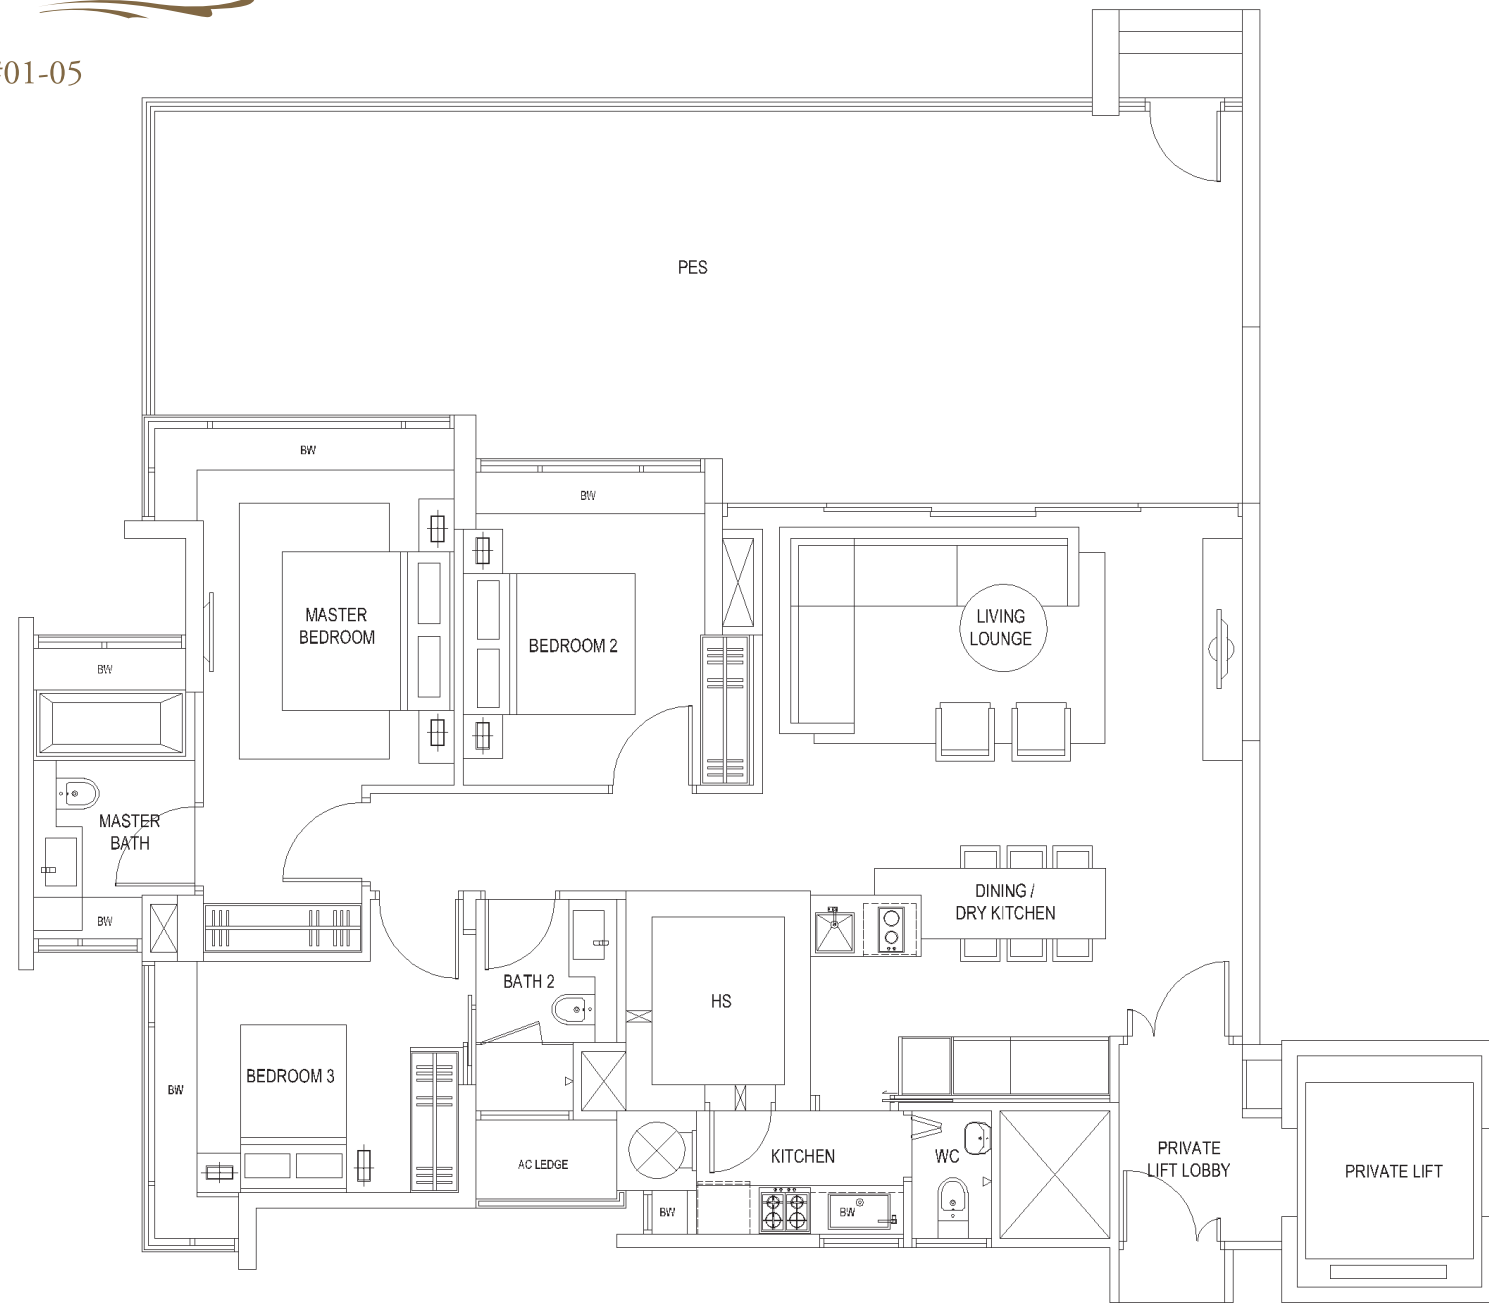 #01-05
PES
BW
BW
MASTER
BEDROOM
BEDROOM 2
LIVING
LOUNGE
BW
MASTER
BATH
BW
DINING /
DRY KITCHEN
BATH 2
HS
BEDROOM 3
BW
AC LEDGE
KITCHEN
WC
PRIVATE
LIFT LOBBY
PRIVATE LIFT
BW
BW